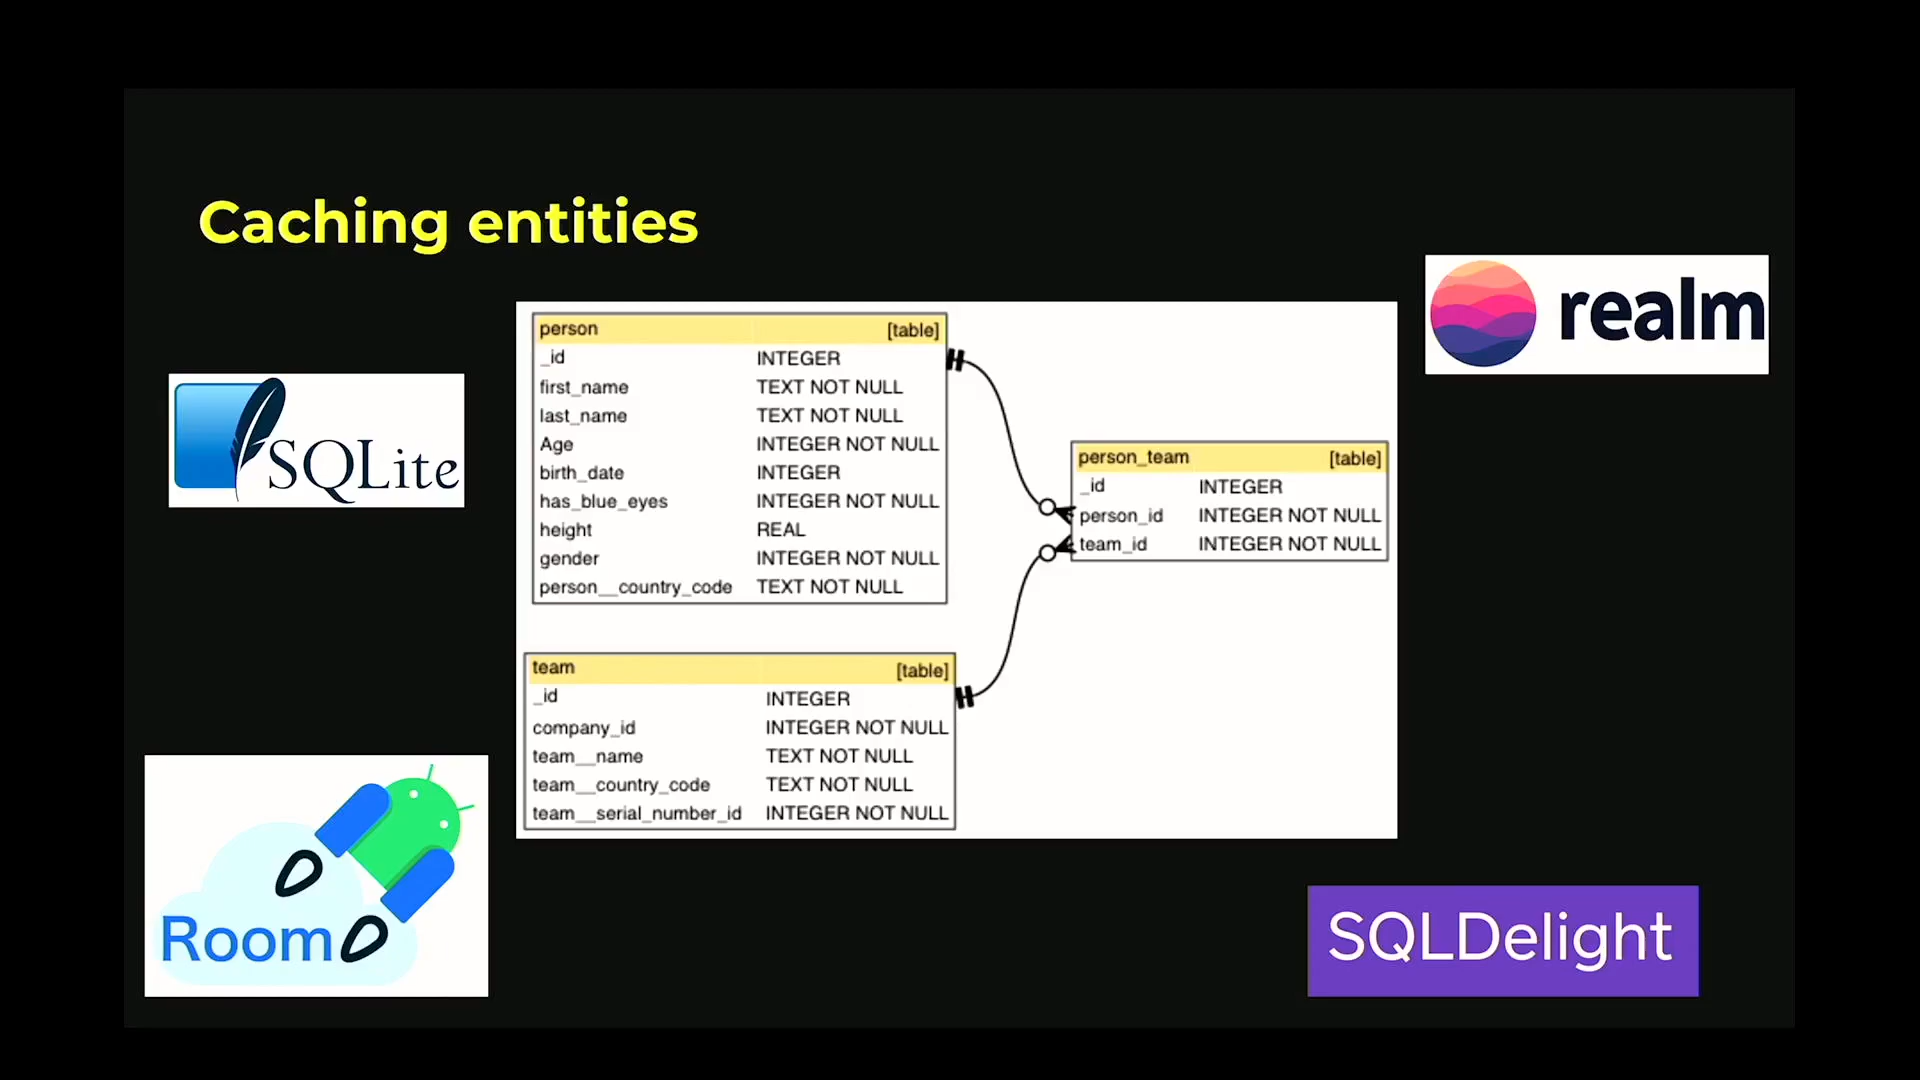 Caching entities
realm
SQLite
person [table]
_id INTEGER
first_name TEXT NOT NULL
last_name TEXT NOT NULL
Age INTEGER NOT NULL
birth_date INTEGER
has_blue_eyes INTEGER NOT NULL
height REAL
gender INTEGER NOT NULL
person__country_code TEXT NOT NULL
person_team [table]
_id INTEGER
person_id INTEGER NOT NULL
team_id INTEGER NOT NULL
team [table]
_id INTEGER
company_id INTEGER NOT NULL
team__name TEXT NOT NULL
team__country_code TEXT NOT NULL
team__serial_number_id INTEGER NOT NULL
Room
SQLDelight